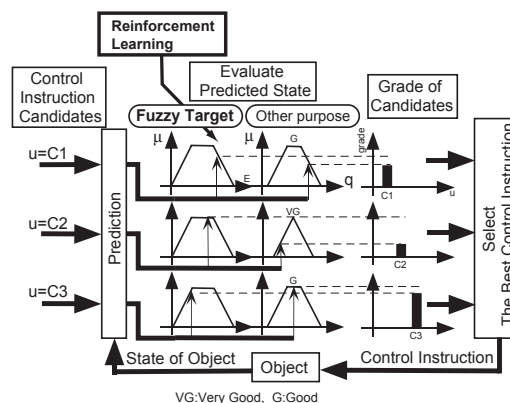 Reinforcement
Learning
Control
Instruction
Candidates
Evaluate
Predicted State
Grade of
Candidates
Fuzzy Target
Other purpose
u=C1
u=C2
u=C3
Prediction
μ
E
μ
G
q
grade
C1
u
VG
C2
G
C3
Select
The Best Control Instruction
State of Object
Object
Control Instruction
VG:Very Good, G:Good